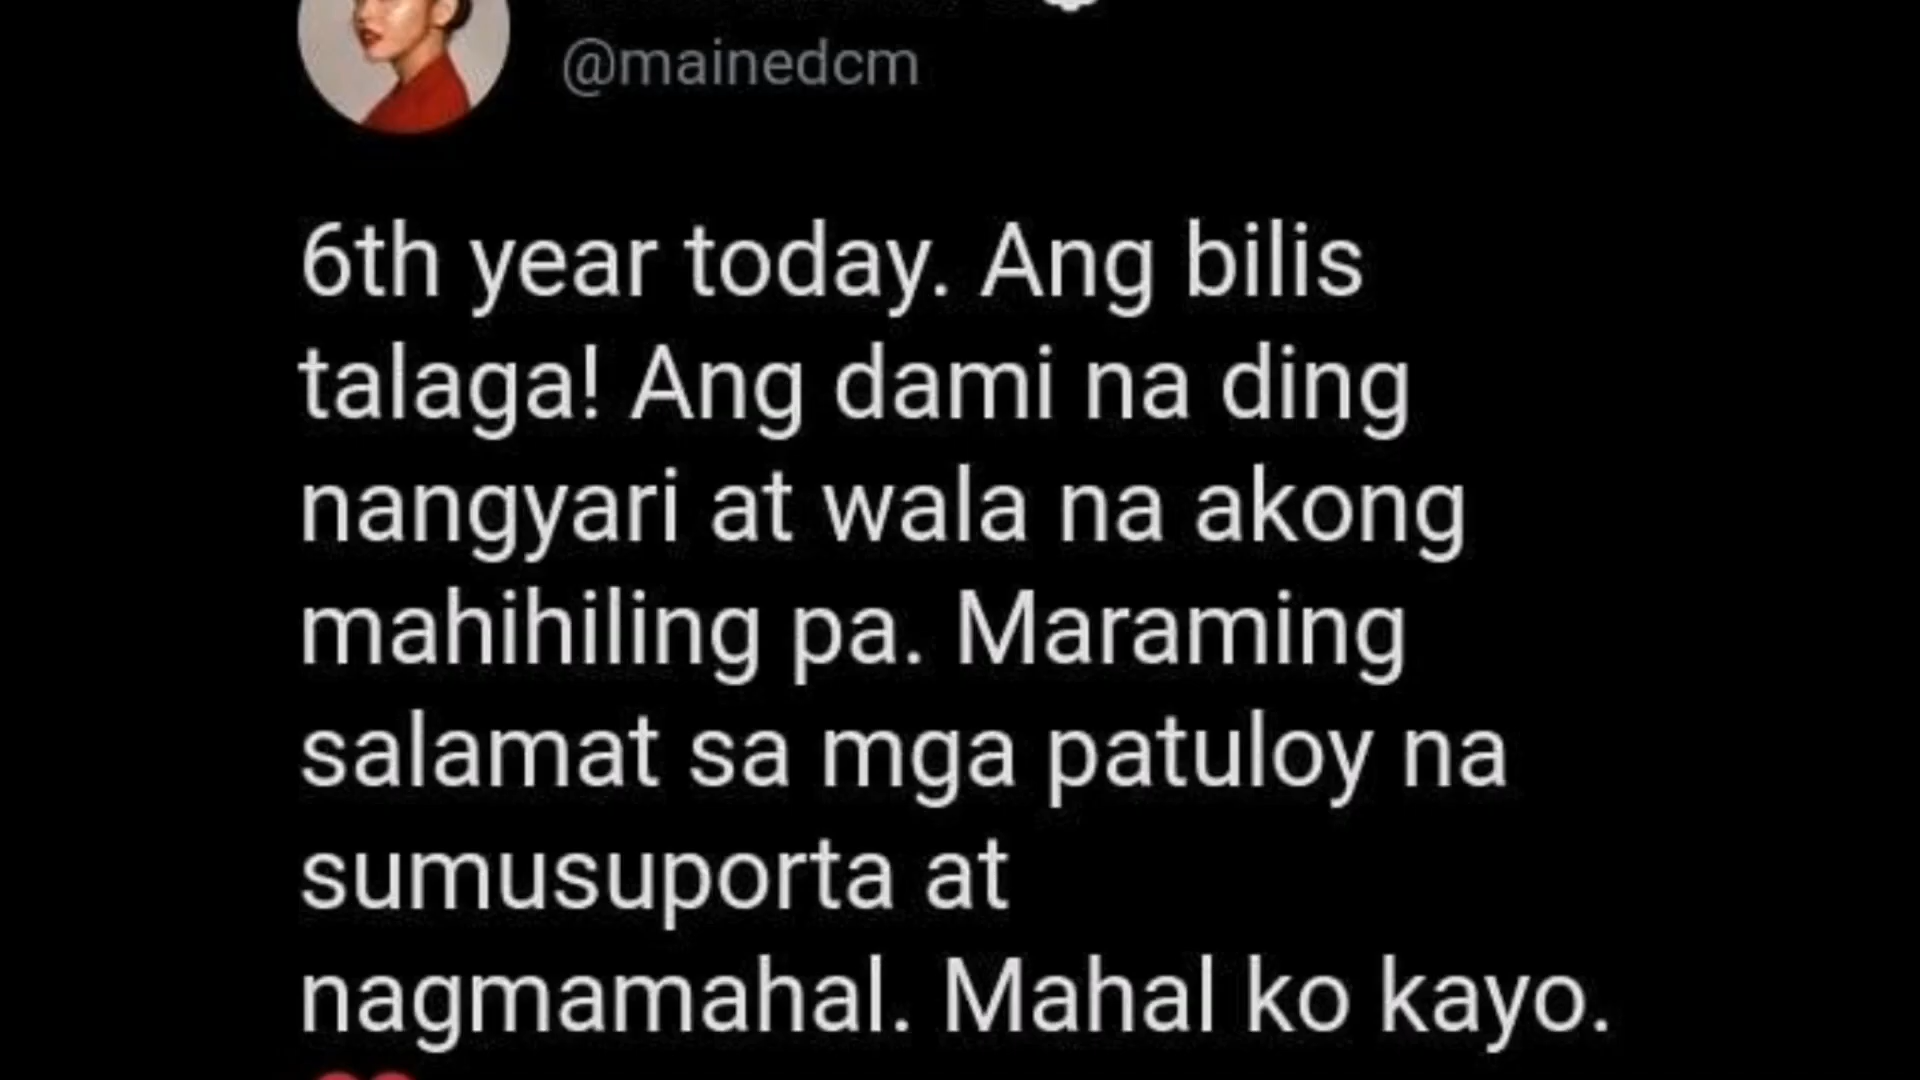 @mainedcm
6th year today. Ang bilis
talaga! Ang dami na ding
nangyari at wala na akong
mahihiling pa. Maraming
salamat sa mga patuloy na
sumusuporta at
nagmamahal. Mahal ko kayo.